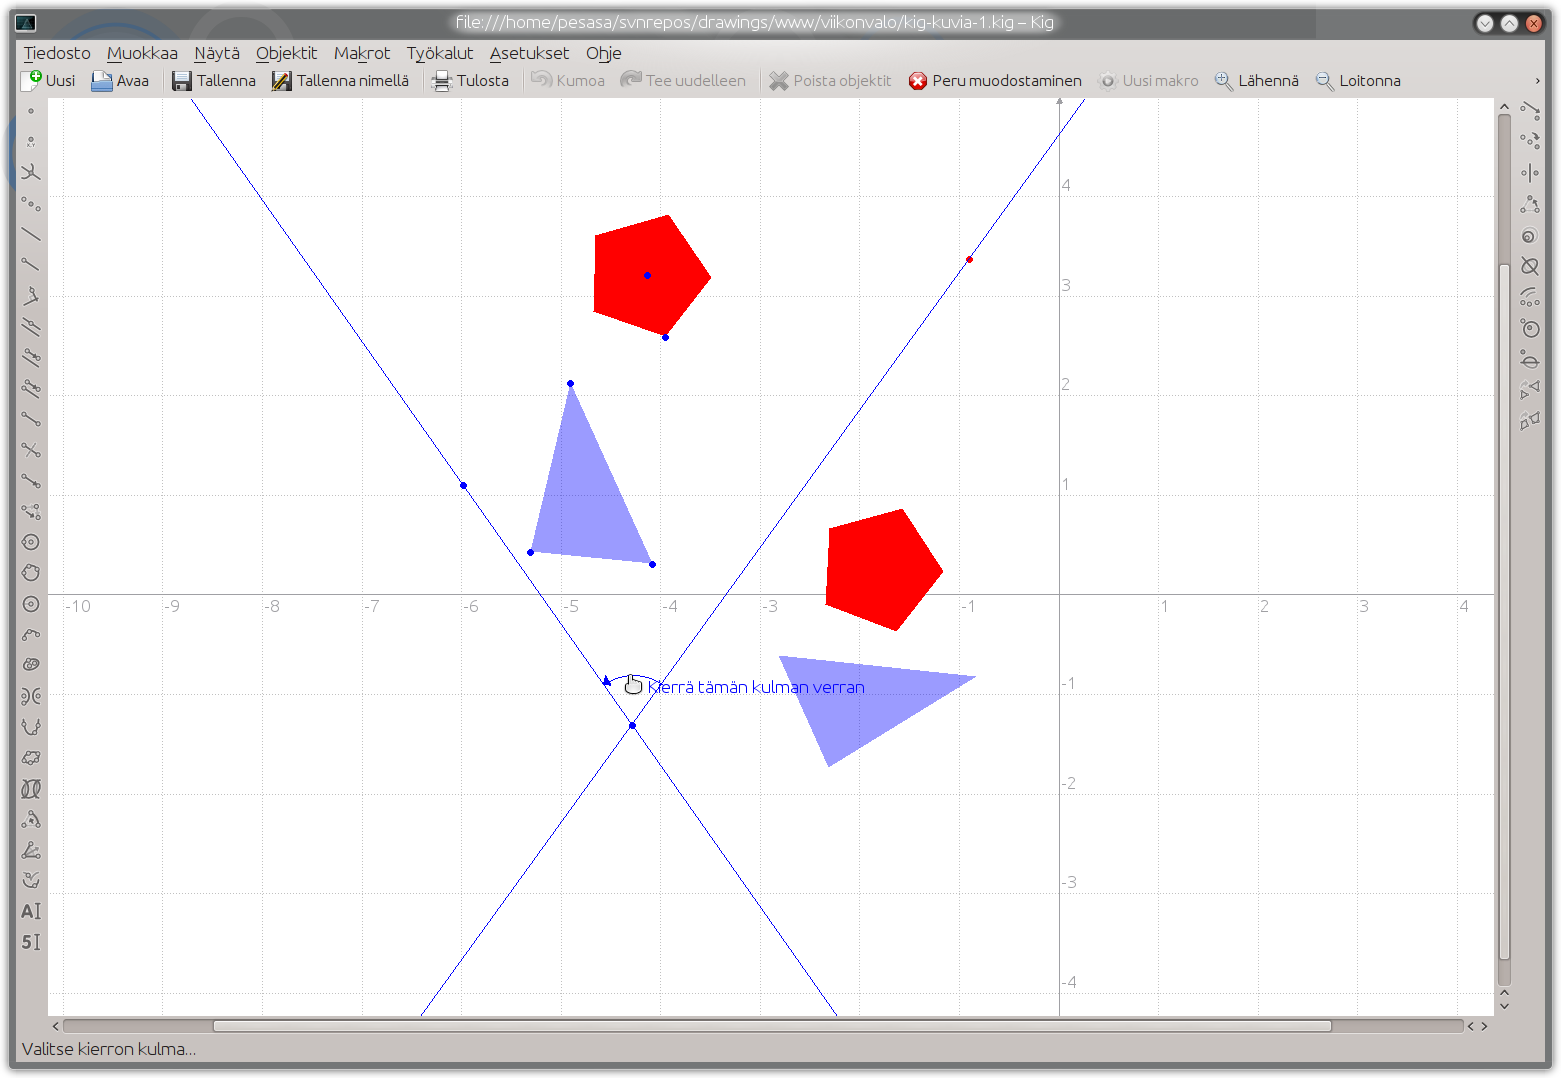 file:///home/pesasa/svnrepos/drawings/www/viikonvalo/kig-kuvia-1.kig – Kig
Tiedosto Muokkaa Näytä Objektit Makrot Työkalut Asetukset Ohje
Uusi Avaa Tallenna Tallenna nimellä Tulosta Kumoa Tee uudelleen Poista objektit Peru muodostaminen Uusi makro Lähennä Loitonna
4
3
2
1
-10 -9 -8 -7 -6 -5 -4 -3 -1 1 2 3 4
-1
Kierrä tämän kulman verran
-2
-3
-4
A
5
Valitse kierron kulma...